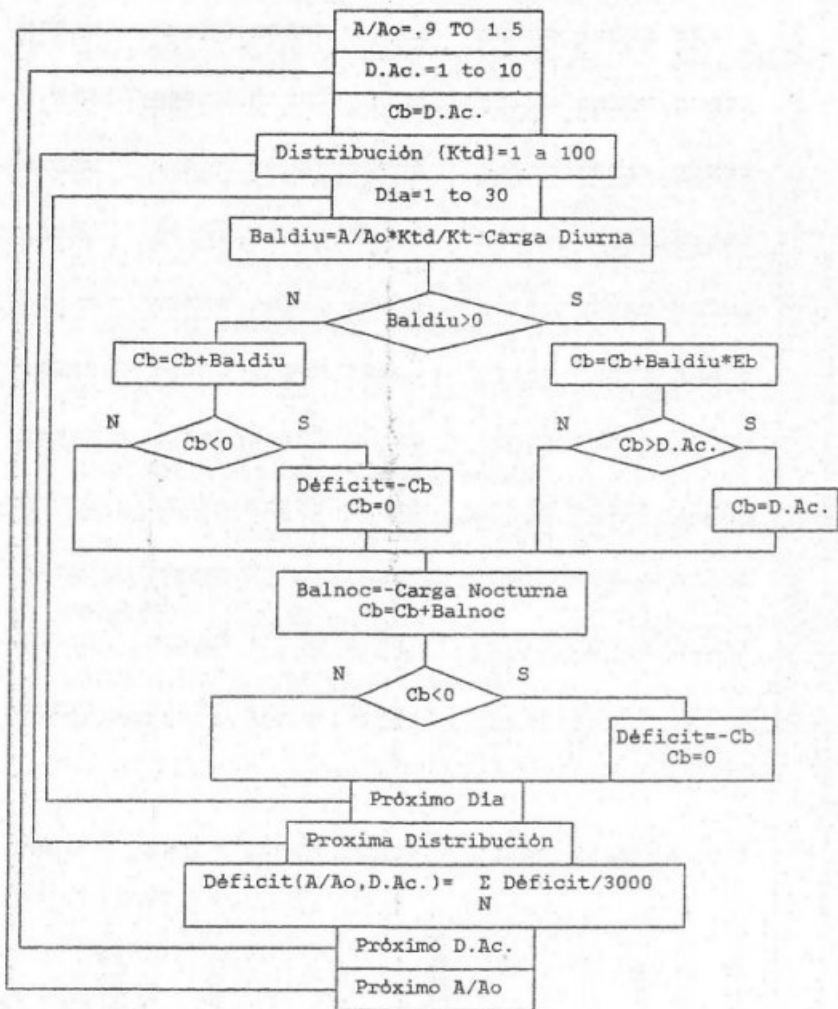 A/Ao=.9 TO 1.5
D.Ac.=1 to 10
Cb=D.Ac.
Distribución {Ktd}=1 a 100
Dia=1 to 30
Baldiu=A/Ao*Ktd/Kt-Carga Diurna
N
S
Baldiu>0
Cb=Cb+Baldiu
Cb=Cb+Baldiu*Eb
N
S
N
S
Cb<0
Cb>D.Ac.
Déficit=-Cb
Cb=0
Cb=D.Ac.
Balnoc=-Carga Nocturna
Cb=Cb+Balnoc
N
S
Cb<0
Déficit=-Cb
Cb=0
Próximo Dia
Proxima Distribución
Déficit(A/Ao,D.Ac.)= Σ Déficit/3000
N
Próximo D.Ac.
Próximo A/Ao